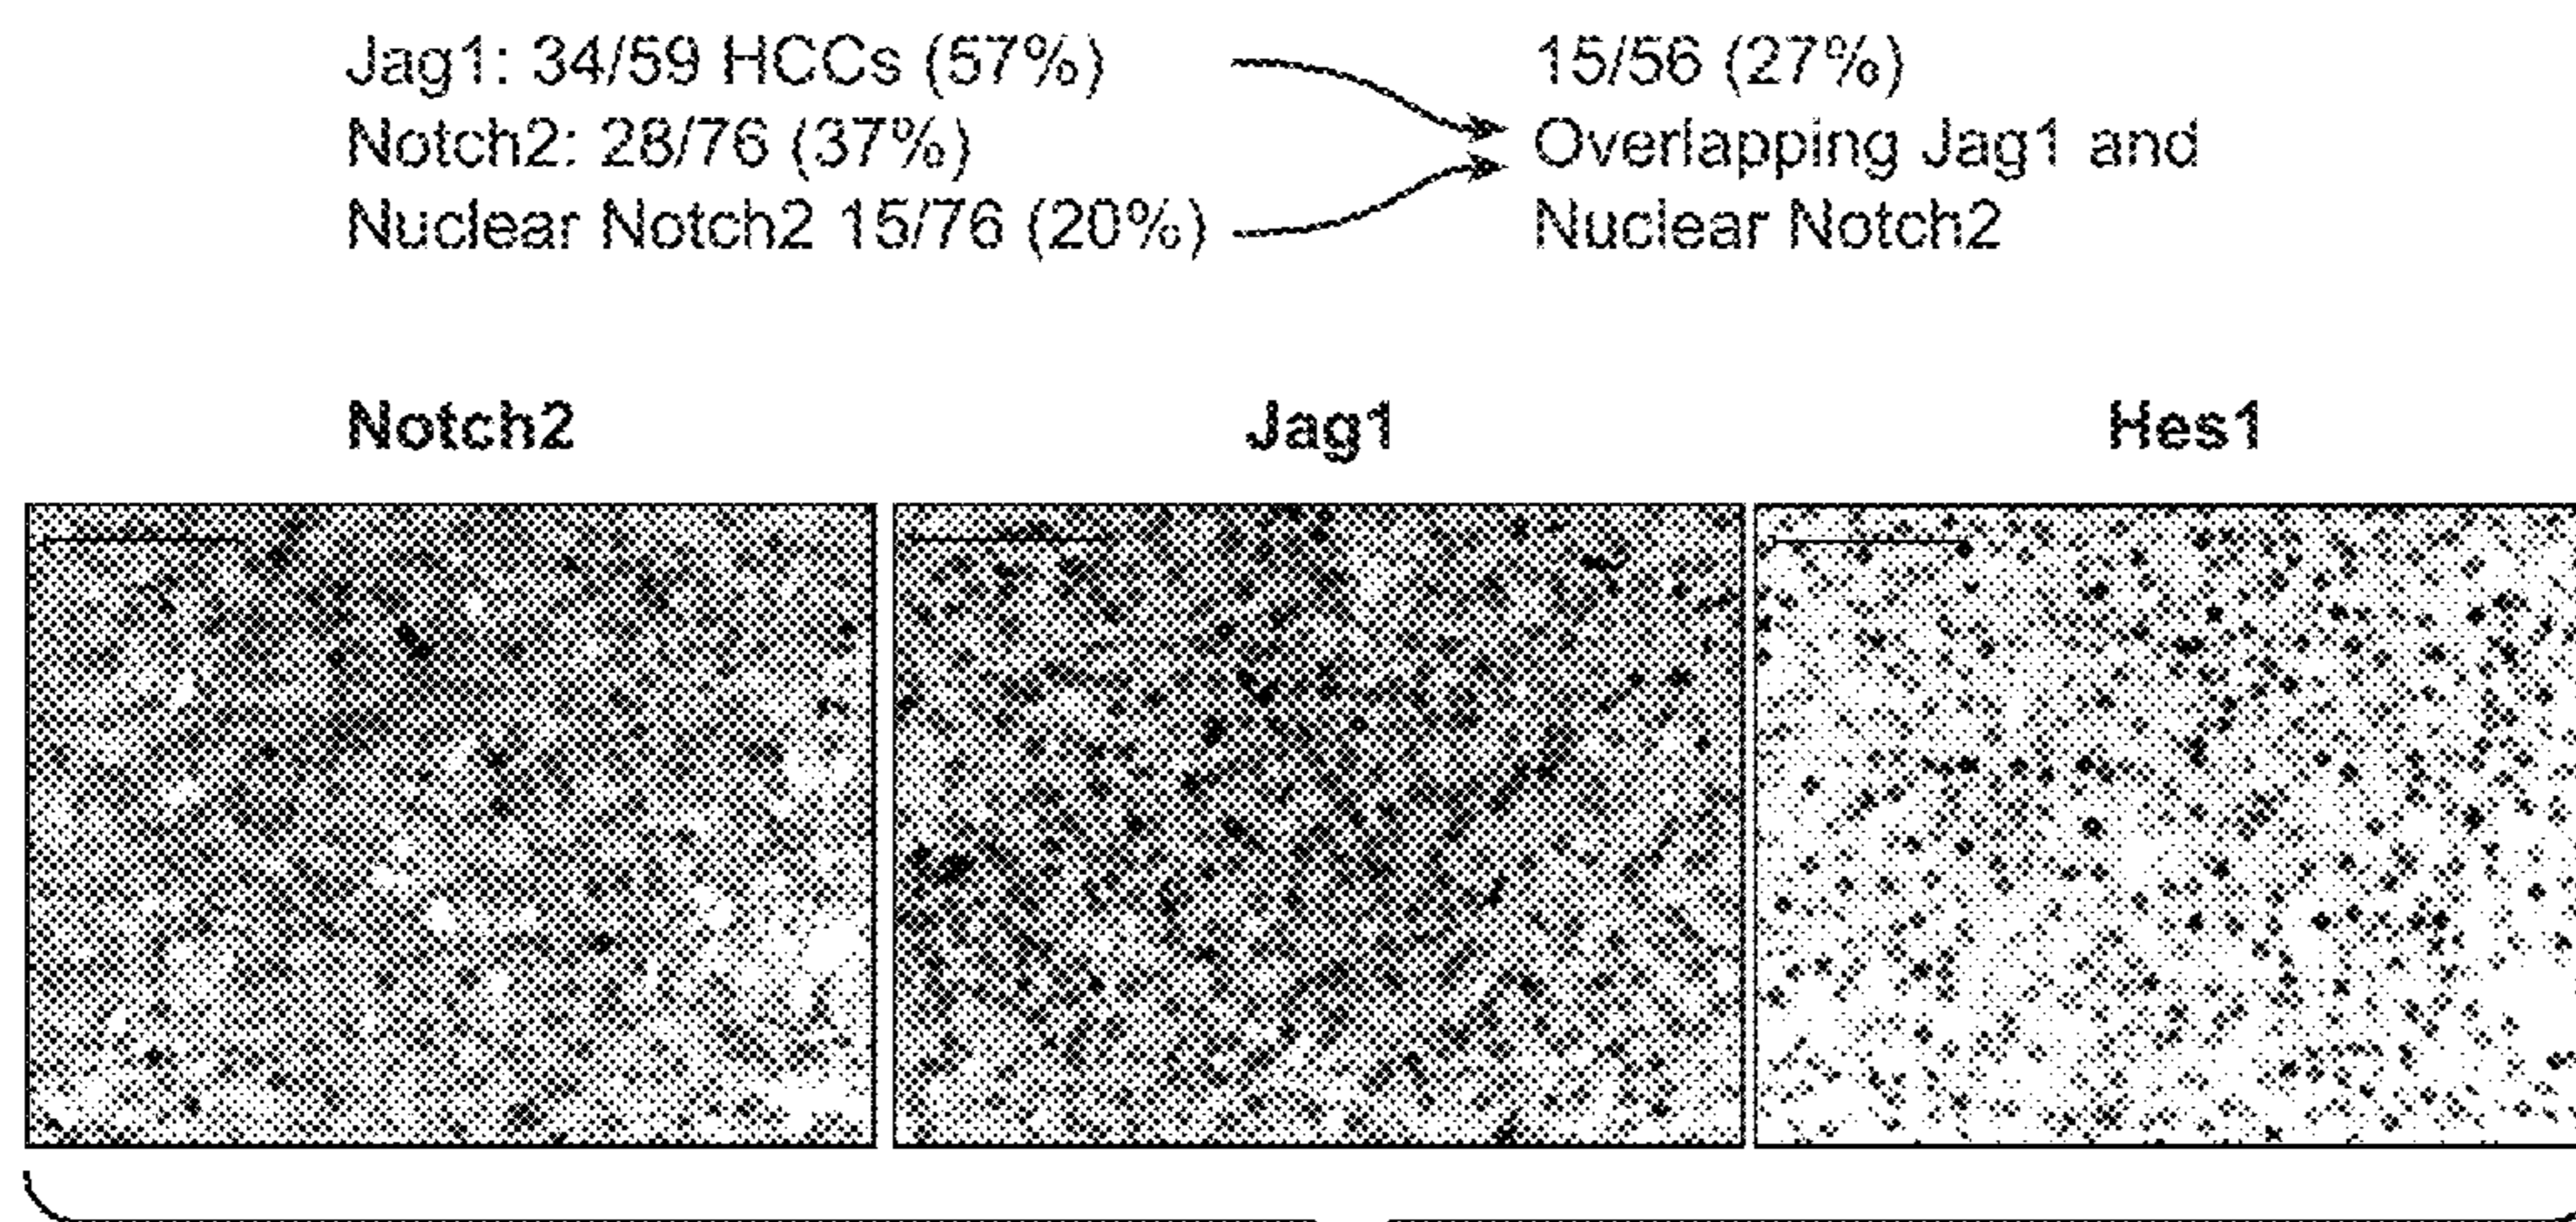 Jag1: 34/59 HCCs (57%)
Notch2: 28/76 (37%)
Nuclear Notch2 15/76 (20%)
15/56 (27%)
Overlapping Jag1 and
Nuclear Notch2
Notch2
Jag1
Hes1